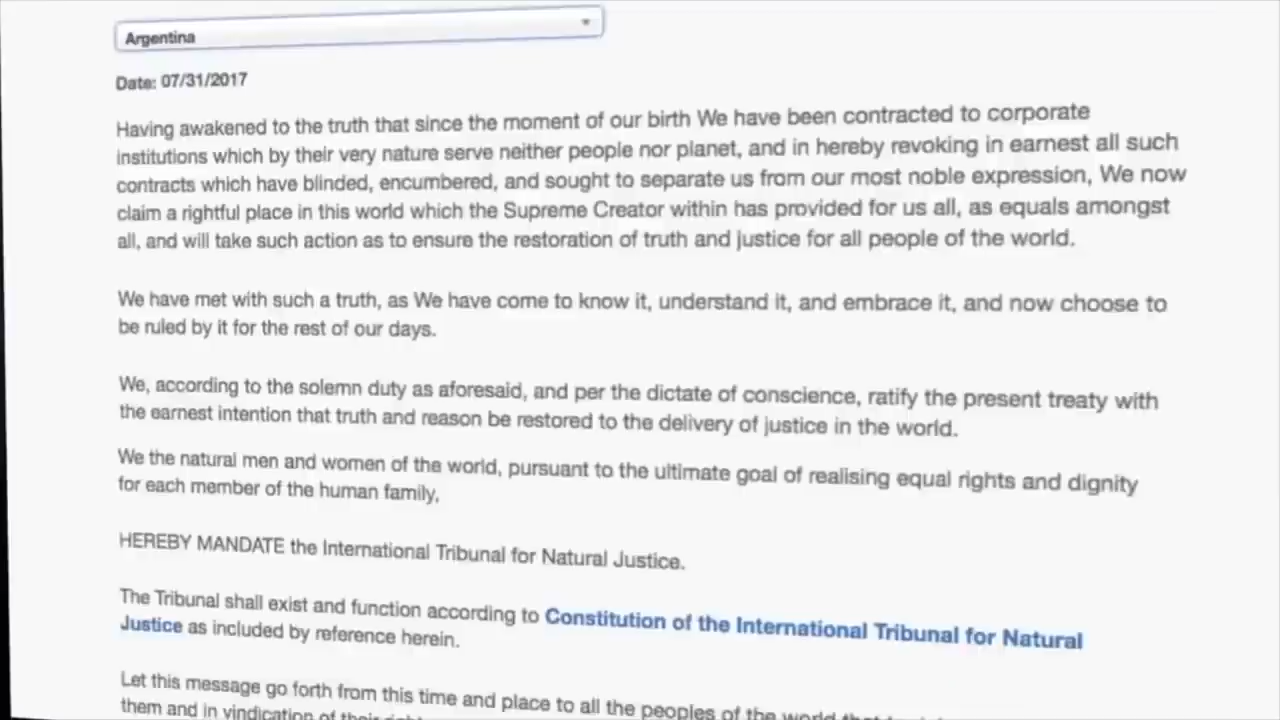 Argentina
Date: 07/31/2017
Having awakened to the truth that since the moment of our birth We have been contracted to corporate
institutions which by their very nature serve neither people nor planet, and in hereby revoking in earnest all such
contracts which have blinded, encumbered, and sought to separate us from our most noble expression, We now
claim a rightful place in this world which the Supreme Creator within has provided for us all, as equals amongst
all, and will take such action as to ensure the restoration of truth and justice for all people of the world.
We have met with such a truth, as We have come to know it, understand it, and embrace it, and now choose to
be ruled by it for the rest of our days.
We, according to the solemn duty as aforesaid, and per the dictate of conscience, ratify the present treaty with
the earnest intention that truth and reason be restored to the delivery of justice in the world.
We the natural men and women of the world, pursuant to the ultimate goal of realising equal rights and dignity
for each member of the human family,
HEREBY MANDATE the International Tribunal for Natural Justice.
The Tribunal shall exist and function according to Constitution of the International Tribunal for Natural
Justice as included by reference herein.
Let this message go forth from this time and place to all the peoples of the world that
them and in vindication of their